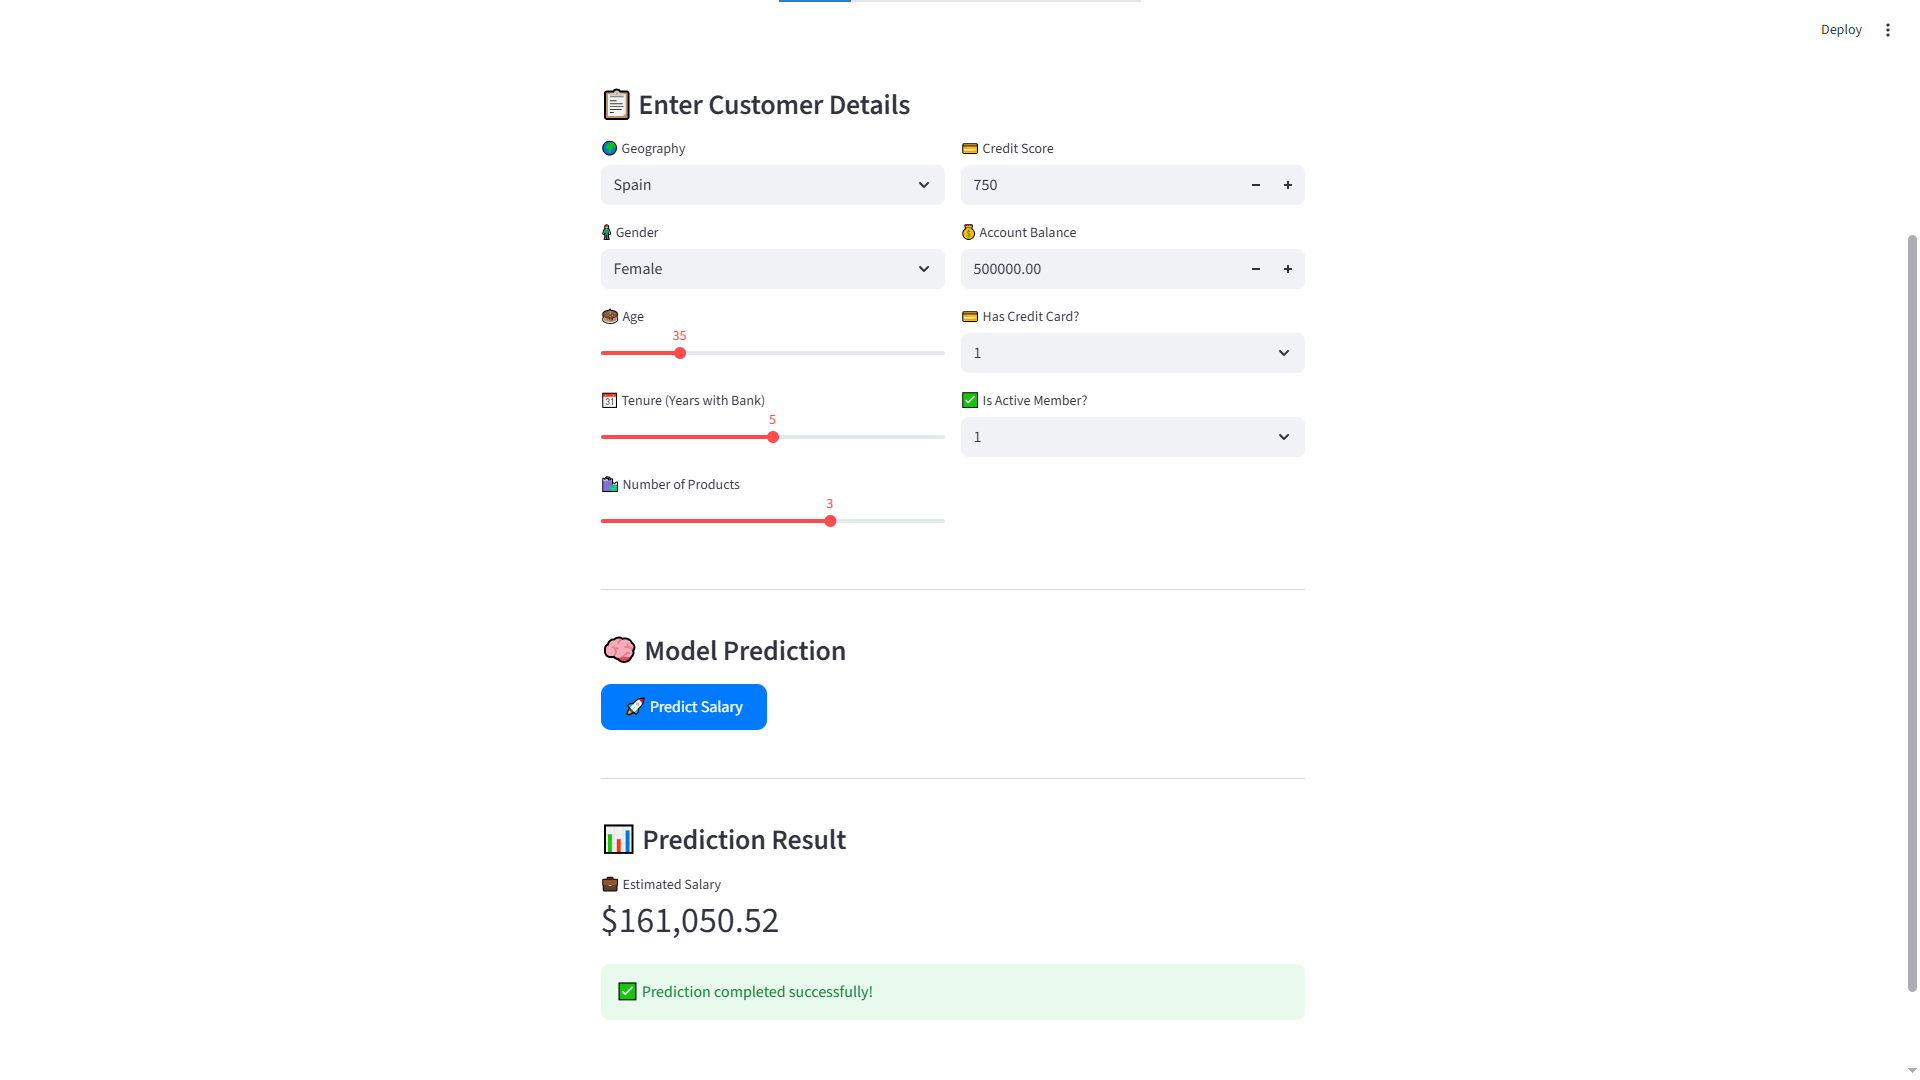 Deploy
Enter Customer Details
Geography
Spain
Gender
Female
Age
35
Tenure (Years with Bank)
5
Number of Products
3
Credit Score
750
Account Balance
500000.00
Has Credit Card?
1
Is Active Member?
1
Model Prediction
Predict Salary
Prediction Result
Estimated Salary
$161,050.52
Prediction completed successfully!